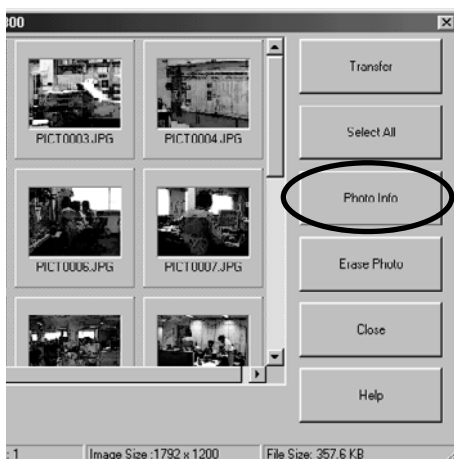 300
Transfer
PICT0003.JPG PICT0004.JPG
Select All
Photo Info
PICT0006.JPG PICT0007.JPG
Erase Photo
Close
Help
: 1 Image Size :1792 x 1200 File Size: 357.6 KB